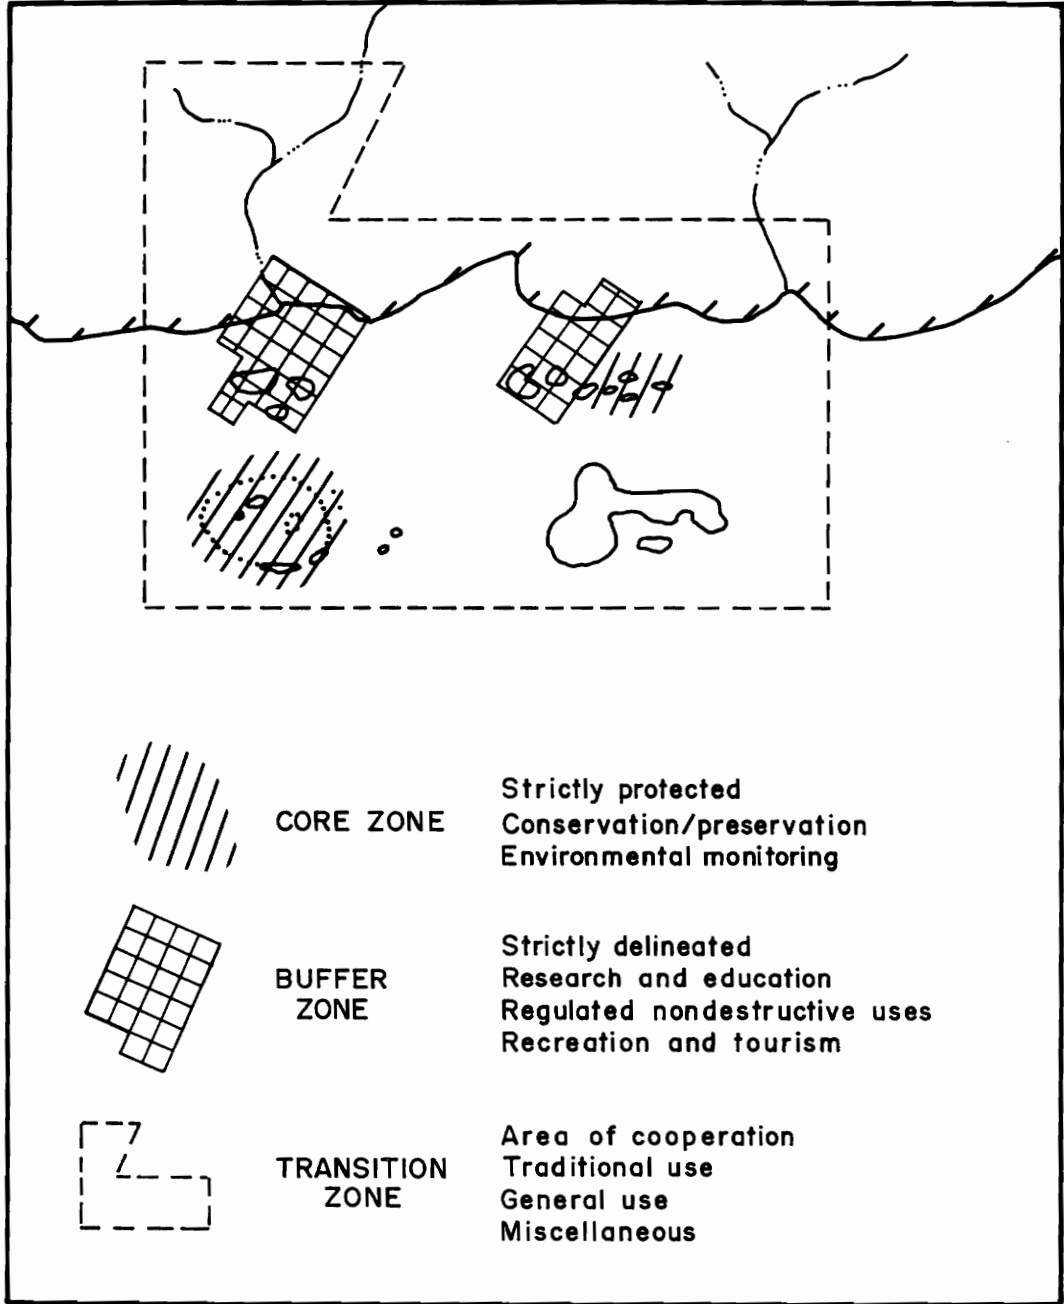 CORE ZONE
Strictly protected
Conservation/preservation
Environmental monitoring
BUFFER
ZONE
Strictly delineated
Research and education
Regulated nondestructive uses
Recreation and tourism
TRANSITION
ZONE
Area of cooperation
Traditional use
General use
Miscellaneous